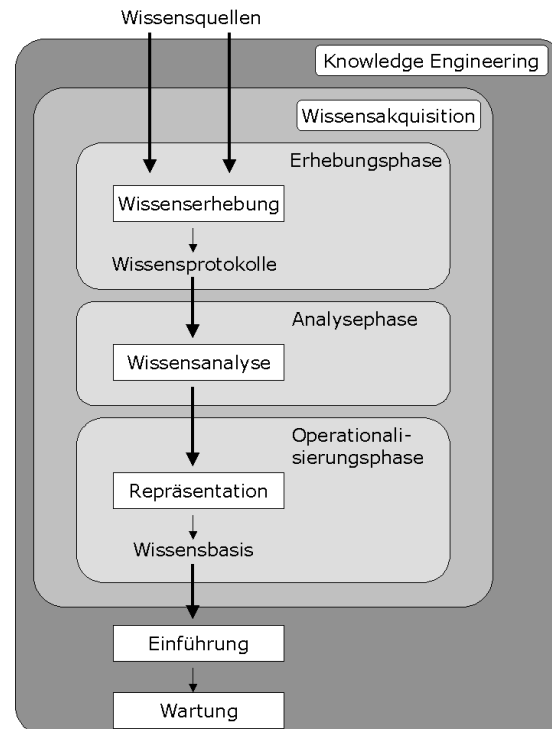 Wissensquellen
Knowledge Engineering
Wissensakquisition
Erhebungsphase
Wissenserhebung
Wissensprotokolle
Analysephase
Wissensanalyse
Operationali-
sierungsphase
Repräsentation
Wissensbasis
Einführung
Wartung